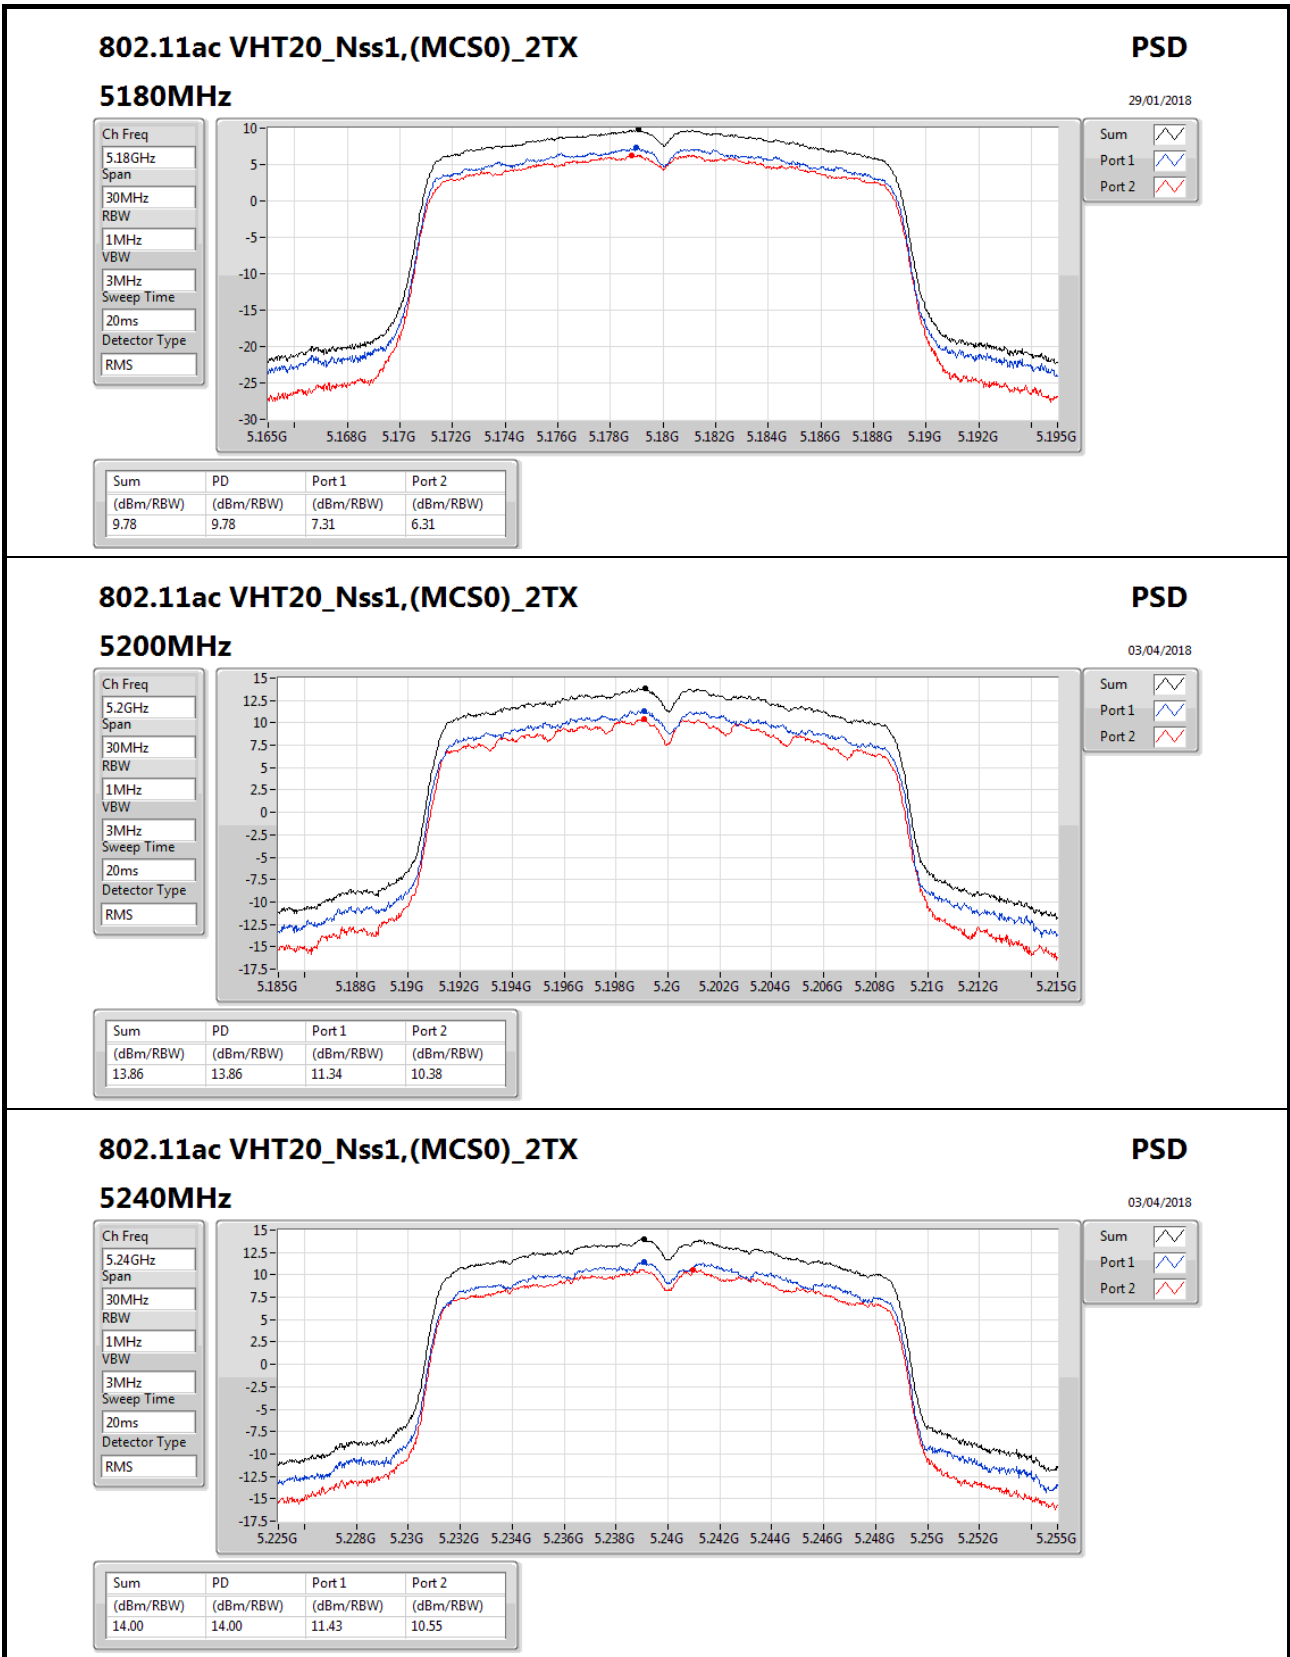 802.11ac VHT20_Nss1,(MCS0)_2TX PSD
5180MHz 29/01/2018
Ch Freq
5.18GHz
Span
30MHz
RBW
1MHz
VBW
3MHz
Sweep Time
20ms
Detector Type
RMS
10
5
0
-5
-10
-15
-20
-25
-30
5.165G 5.168G 5.17G 5.172G 5.174G 5.176G 5.178G 5.18G 5.182G 5.184G 5.186G 5.188G 5.19G 5.192G 5.195G
Sum
Port 1
Port 2
Sum PD Port 1 Port 2
(dBm/RBW) (dBm/RBW) (dBm/RBW) (dBm/RBW)
9.78 9.78 7.31 6.31
802.11ac VHT20_Nss1,(MCS0)_2TX PSD
5200MHz 03/04/2018
Ch Freq
5.2GHz
Span
30MHz
RBW
1MHz
VBW
3MHz
Sweep Time
20ms
Detector Type
RMS
15
12.5
10
7.5
5
2.5
0
-2.5
-5
-7.5
-10
-12.5
-15
-17.5
5.185G 5.188G 5.19G 5.192G 5.194G 5.196G 5.198G 5.2G 5.202G 5.204G 5.206G 5.208G 5.21G 5.212G 5.215G
Sum
Port 1
Port 2
Sum PD Port 1 Port 2
(dBm/RBW) (dBm/RBW) (dBm/RBW) (dBm/RBW)
13.86 13.86 11.34 10.38
802.11ac VHT20_Nss1,(MCS0)_2TX PSD
5240MHz 03/04/2018
Ch Freq
5.24GHz
Span
30MHz
RBW
1MHz
VBW
3MHz
Sweep Time
20ms
Detector Type
RMS
15
12.5
10
7.5
5
2.5
0
-2.5
-5
-7.5
-10
-12.5
-15
-17.5
5.225G 5.228G 5.23G 5.232G 5.234G 5.236G 5.238G 5.24G 5.242G 5.244G 5.246G 5.248G 5.25G 5.252G 5.255G
Sum
Port 1
Port 2
Sum PD Port 1 Port 2
(dBm/RBW) (dBm/RBW) (dBm/RBW) (dBm/RBW)
14.00 14.00 11.43 10.55